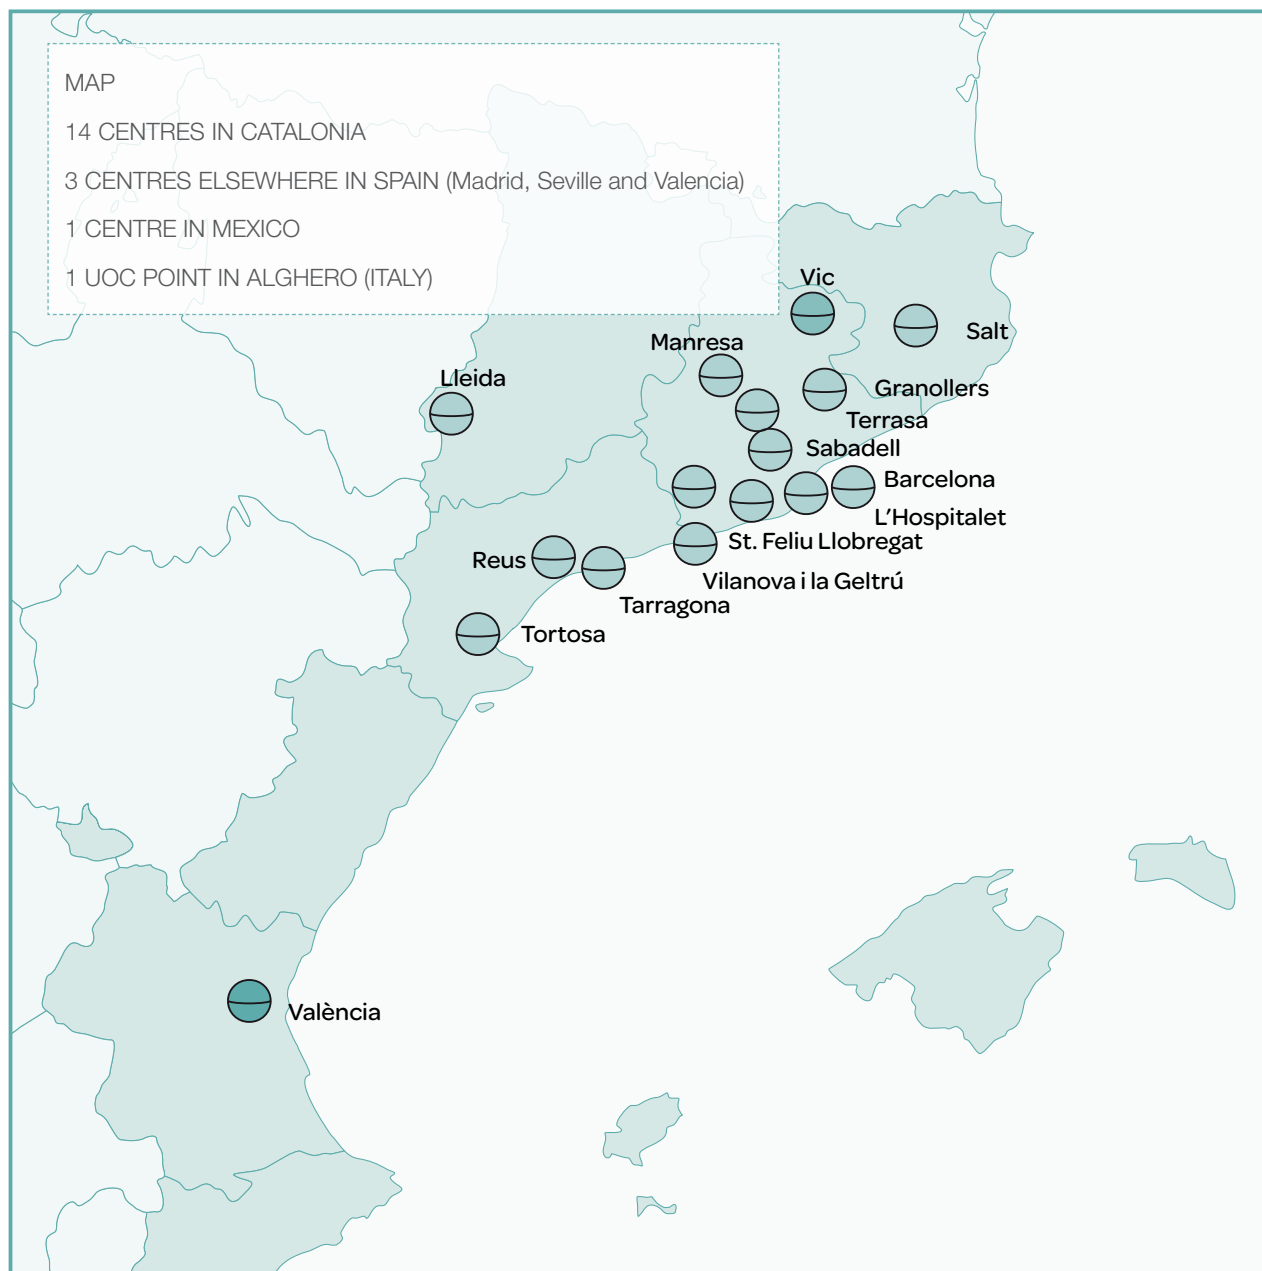 MAP
14 CENTRES IN CATALONIA
3 CENTRES ELSEWHERE IN SPAIN (Madrid, Seville and Valencia)
1 CENTRE IN MEXICO
1 UOC POINT IN ALGHERO (ITALY)
Vic
Salt
Manresa
Lleida
Granollers
Terrasa
Sabadell
Barcelona
L'Hospitalet
St. Feliu Llobregat
Reus
Vilanova i la Geltrú
Tarragona
Tortosa
València